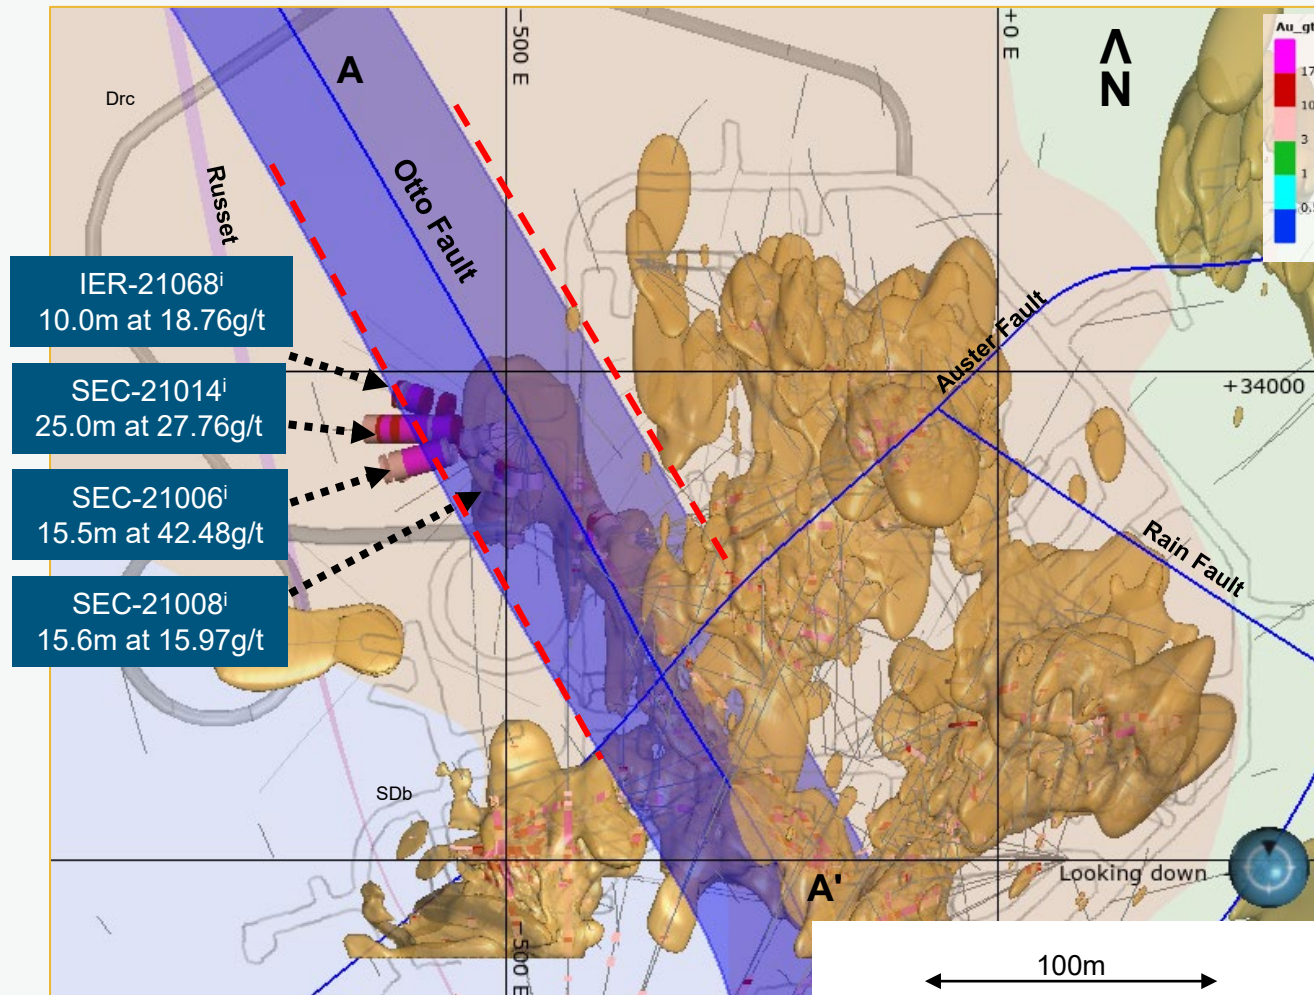 A
-500 E
+0 E
Λ
N
Au_gt
17
10
3
1
Drc
Russet
Otto Fault
IER-21068ⁱ
10.0m at 18.76g/t
SEC-21014ⁱ
25.0m at 27.76g/t
SEC-21006ⁱ
15.5m at 42.48g/t
SEC-21008ⁱ
15.6m at 15.97g/t
Auster Fault
+34000
Rain Fault
SDb
Looking down
A'
-500 E
100m